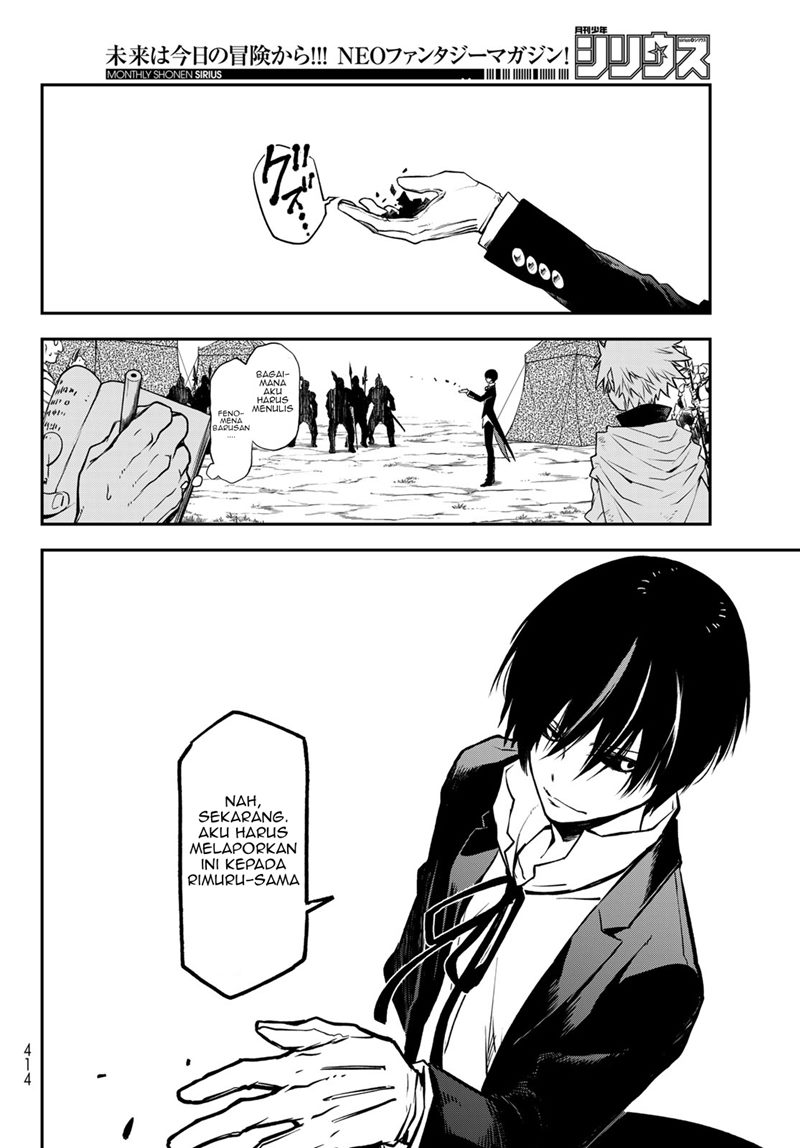 未来は今日の冒険から!!! NEOファンタジーマガジン!
月刊少年
シリウス
MONTHLY SHONEN SIRIUS
グズ…
BAGAI-
MANA
AKU
HARUS
MENULIS
FENO-
MENA
BARUSAN
....
NAH,
SEKARANG.
AKU HARUS
MELAPORKAN
INI KEPADA
RIMURU-SAMA
414